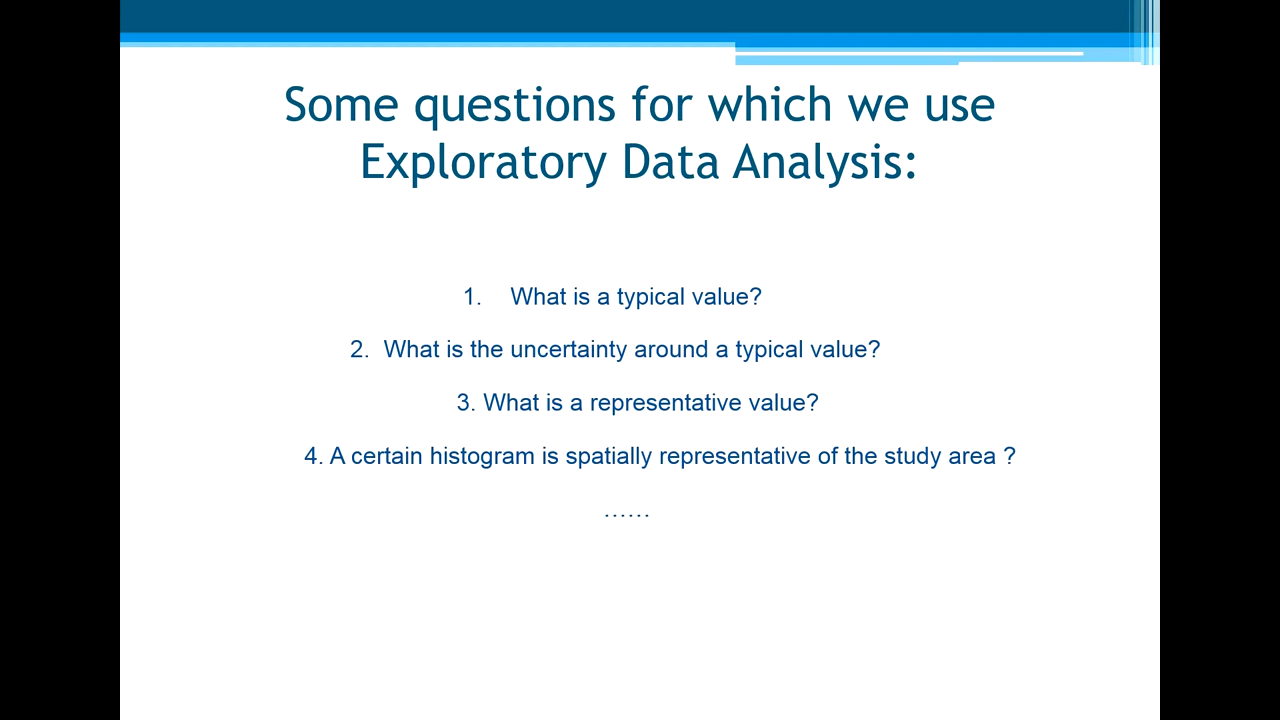 Some questions for which we use
Exploratory Data Analysis:
1. What is a typical value?
2. What is the uncertainty around a typical value?
3. What is a representative value?
4. A certain histogram is spatially representative of the study area ?
......